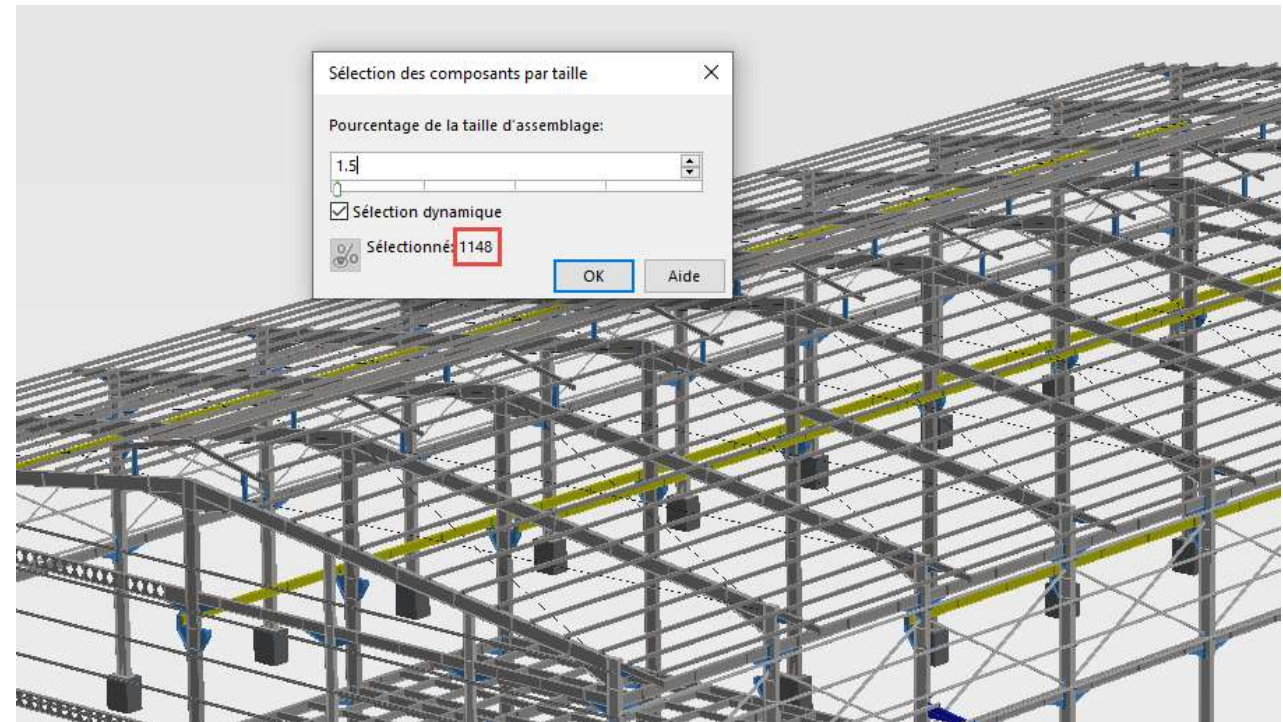 Sélection des composants par taille
Pourcentage de la taille d'assemblage:
1.5
Sélection dynamique
Sélectionné: 1148
OK Aide